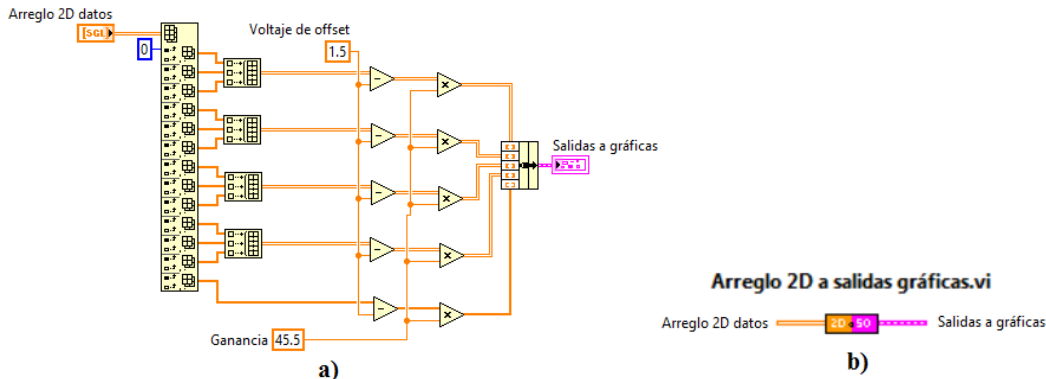 Arreglo 2D datos
[SGL]
0
Voltaje de offset
1.5
Salidas a gráficas
Ganancia 45.5
a)
Arreglo 2D a salidas gráficas.vi
Arreglo 2D datos
2D
SO
Salidas a gráficas
b)